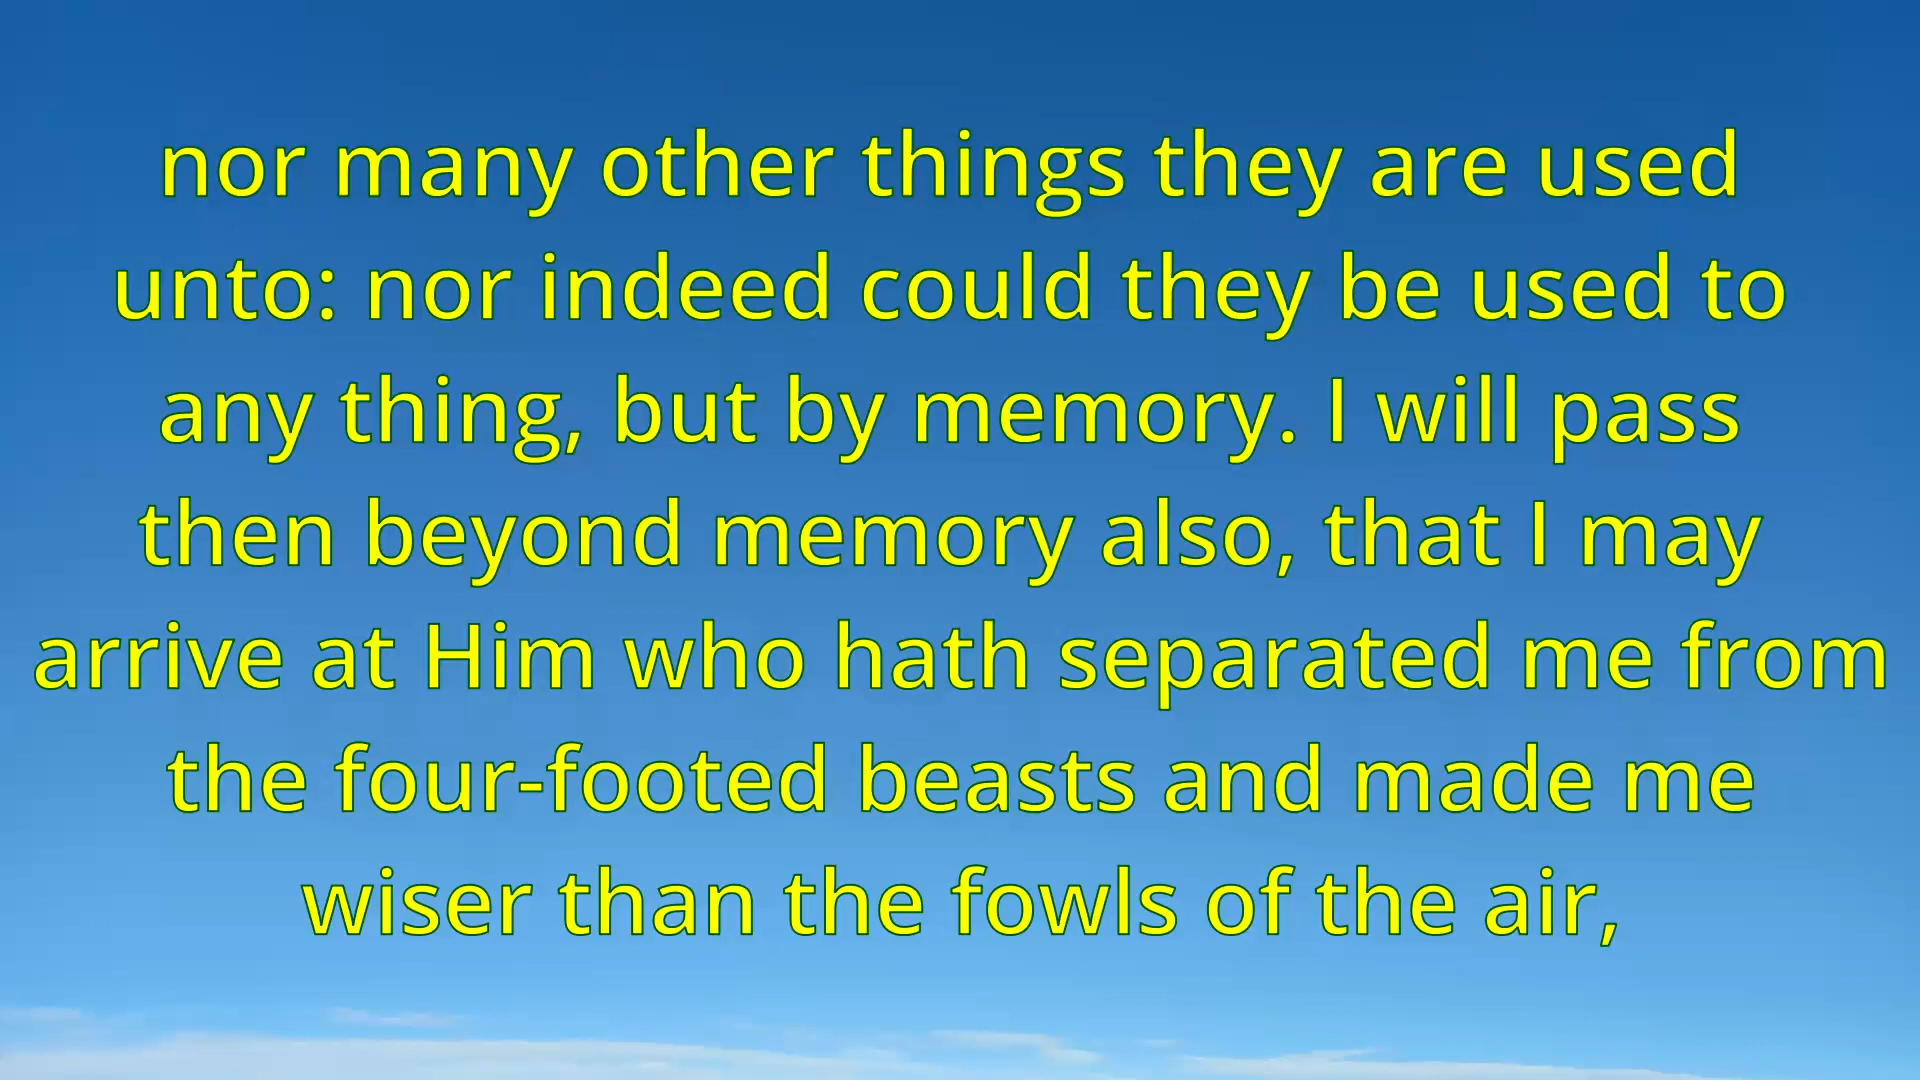 nor many other things they are used
unto: nor indeed could they be used to
any thing, but by memory. I will pass
then beyond memory also, that I may
arrive at Him who hath separated me from
the four-footed beasts and made me
wiser than the fowls of the air,